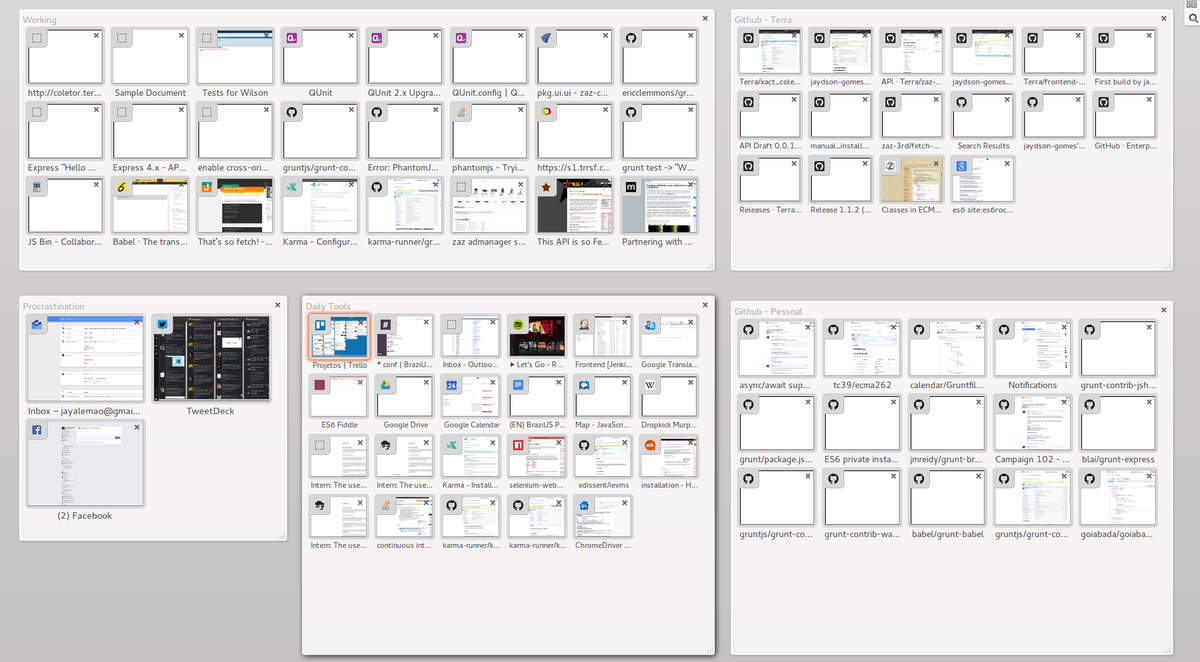 Working
http://coletor.ter...
Sample Document
Tests for Wilson
QUnit
QUnit 2.x Upgra...
QUnit.config | Q...
pkg.ui.ui - zaz-c...
ericclemmons/gr...
Express "Hello ...
Express 4.x - AP...
enable cross-ori...
gruntjs/grunt-co...
Error: PhantomJ...
phantomjs - Tryi...
https://s1.trrsf.c...
grunt test -> "W...
JS Bin - Collabor...
Babel · The trans...
That's so fetch! -...
Karma - Configur...
karma-runner/gr...
zaz admanager s...
This API is so Fe...
Partnering with ...
Github - Terra
Terra/xact_cole...
jaydson-gomes...
API · Terra/zaz-...
jaydson-gomes...
Terra/frontend-...
First build by ja...
API Draft 0.0.1...
manual_install...
zaz-3rd/fetch-...
Search Results
jaydson-gomes'...
GitHub · Enterp...
Releases · Terra...
Release 1.1.2 (...
Classes in ECM...
es6 site:es6roc...
Procrastination
Inbox – jayalemao@gmai...
TweetDeck
(2) Facebook
Daily Tools
Projetos | Trello
* conf | BrazilJ...
Inbox - Outloo...
▶ Let's Go - R...
Frontend [Jenki...
Google Transla...
ES6 Fiddle
Google Drive
Google Calendar
(EN) BrazilJS P...
Map - JavaScri...
Dropkick Murp...
Intern: The use...
Intern: The use...
Karma - Install...
selenium-web...
xdissent/ievms
installation - H...
Intern: The use...
continuous int...
karma-runner/k...
karma-runner/k...
ChromeDriver ...
Github - Pessoal
async/await sup...
tc39/ecma262
calendar/Gruntfil...
Notifications
grunt-contrib-jsh...
grunt/package.js...
ES6 private insta...
jmreidy/grunt-br...
Campaign 102 - ...
blai/grunt-express
gruntjs/grunt-co...
grunt-contrib-wa...
babel/grunt-babel
gruntjs/grunt-co...
goiabada/goiaba...